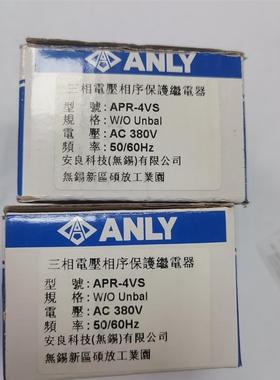 ANLY
三相電壓相序保護繼電器
型 號 : APR-4VS
規 格 : W/O Unbal
電 壓 : AC 380V
頻 率 : 50/60Hz
安良科技(無錫)有限公司
無錫新區碩放工業園
ANLY
三相電壓相序保護繼電器
型 號 : APR-4VS
規 格 : W/O Unbal
電 壓 : AC 380V
頻 率 : 50/60Hz
安良科技(無錫)有限公司
無錫新區碩放工業園